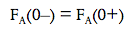 F_A(0–) = F_A(0+)